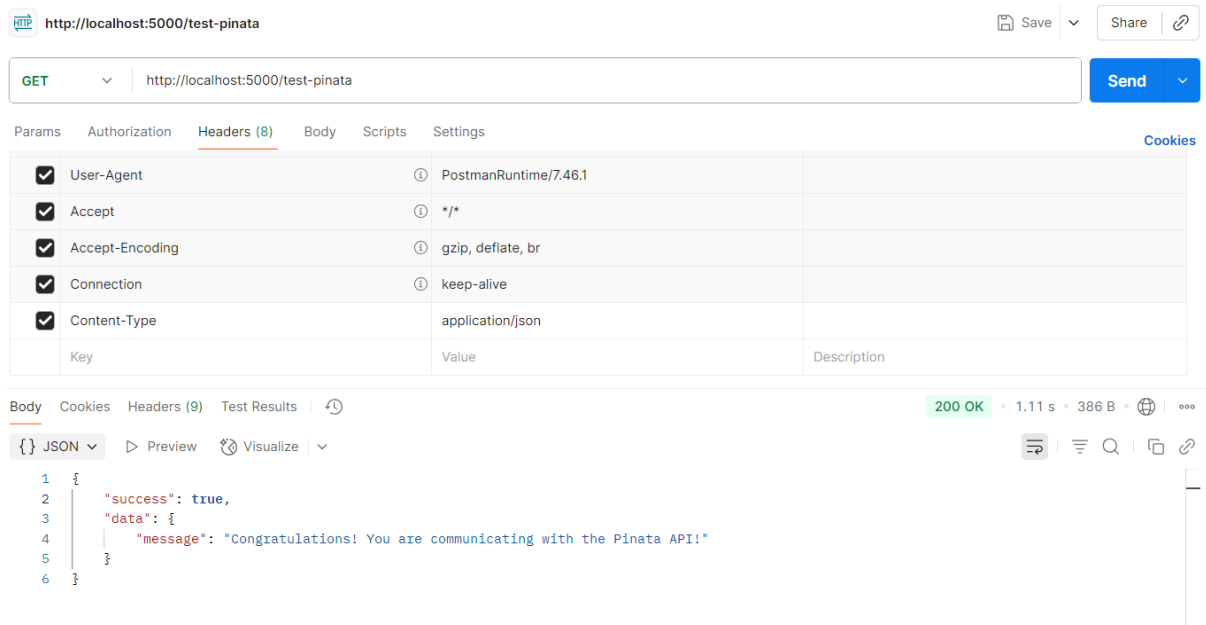 HTTP http://localhost:5000/test-pinata Save Share
GET http://localhost:5000/test-pinata Send
Params Authorization Headers (8) Body Scripts Settings Cookies
User-Agent PostmanRuntime/7.46.1
Accept */*
Accept-Encoding gzip, deflate, br
Connection keep-alive
Content-Type application/json
Key Value Description
Body Cookies Headers (9) Test Results 200 OK 1.11 s 386 B
{} JSON Preview Visualize
1 {
2 "success": true,
3 "data": {
4 "message": "Congratulations! You are communicating with the Pinata API!"
5 }
6 }